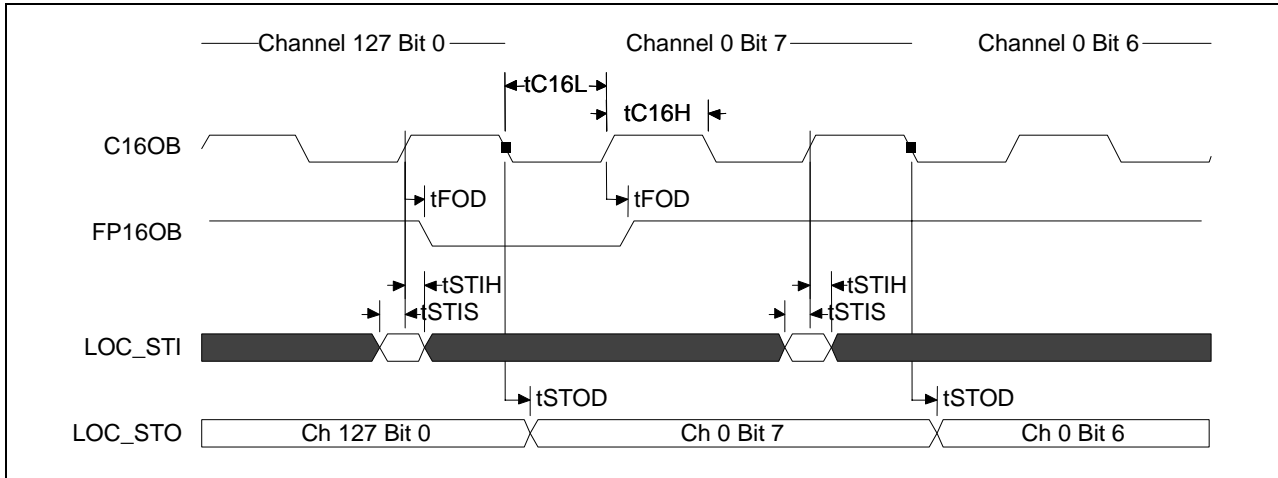 Channel 127 Bit 0 Channel 0 Bit 7 Channel 0 Bit 6
tC16L
tC16H
C16OB
tFOD tFOD
FP16OB
tSTIH tSTIH
tSTIS tSTIS
LOC_STI
tSTOD tSTOD
LOC_STO Ch 127 Bit 0 Ch 0 Bit 7 Ch 0 Bit 6